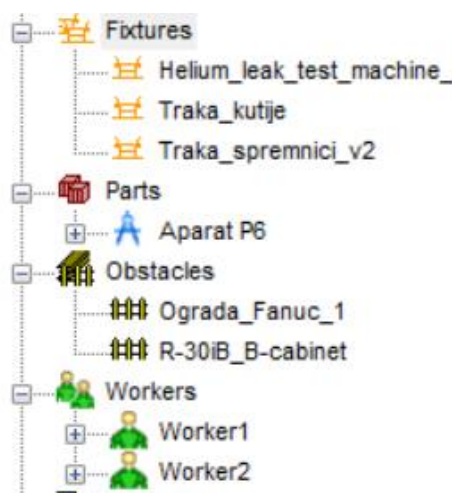 Fixtures
Helium_leak_test_machine_
Traka_kutije
Traka_spremnici_v2
Parts
Aparat P6
Obstacles
Ograda_Fanuc_1
R-30iB_B-cabinet
Workers
Worker1
Worker2